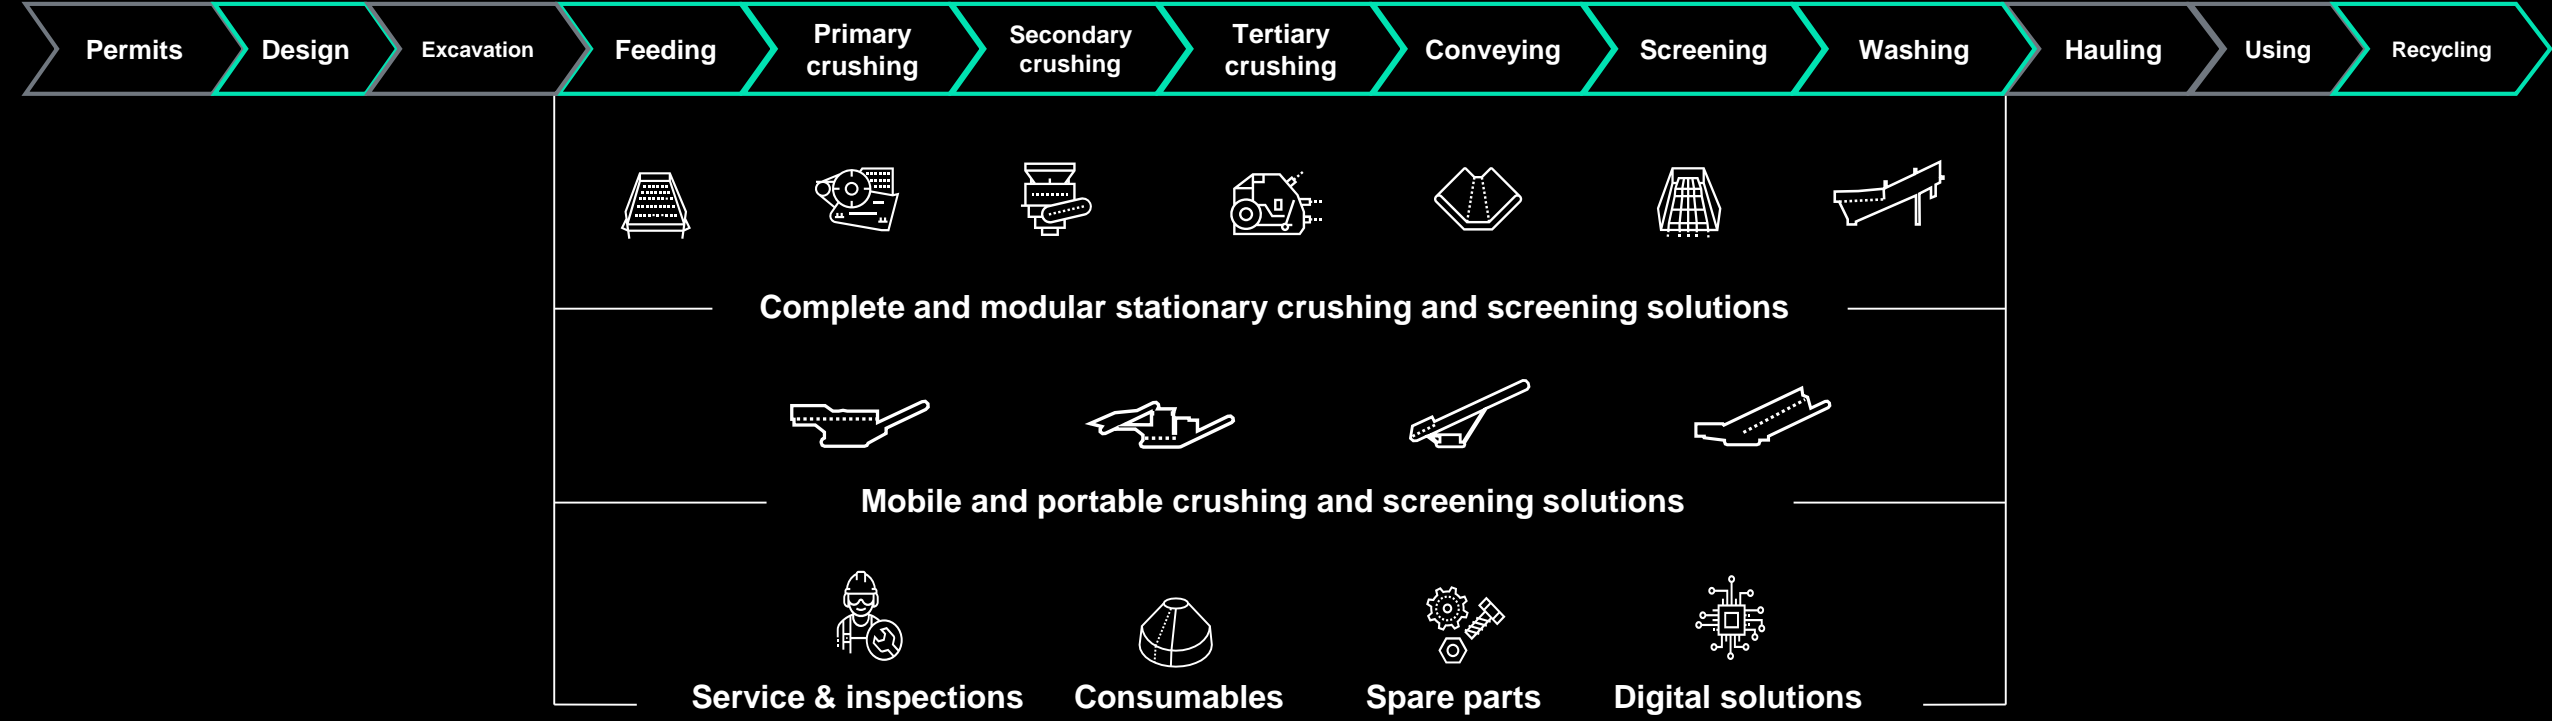 Permits
Design
Excavation
Feeding
Primary
crushing
Secondary
crushing
Tertiary
crushing
Conveying
Screening
Washing
Hauling
Using
Recycling
Complete and modular stationary crushing and screening solutions
Mobile and portable crushing and screening solutions
Service & inspections
Consumables
Spare parts
Digital solutions